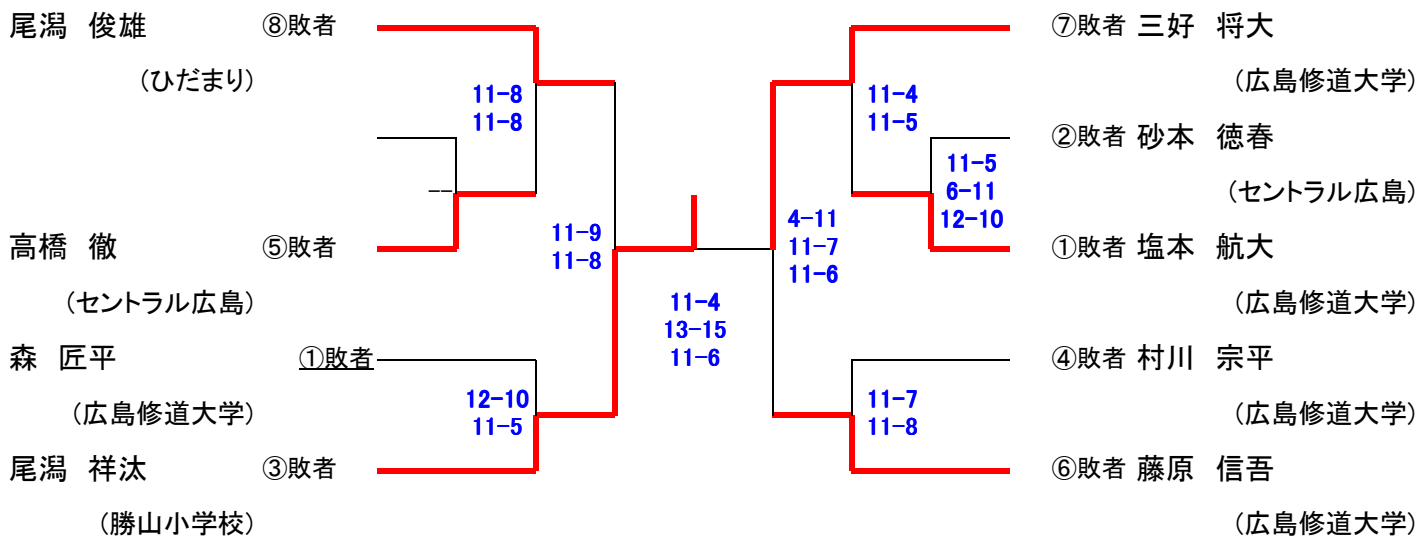 尾潟 俊雄 ⑧敗者
(ひだまり)
11-8
11-8
--
高橋 徹 ⑤敗者
(セントラル広島)
森 匠平 ①敗者
(広島修道大学)
12-10
11-5
尾潟 祥汰 ③敗者
(勝山小学校)
11-9
11-8
11-4
13-15
11-6
4-11
11-7
11-6
⑦敗者 三好 将大
(広島修道大学)
11-4
11-5
②敗者 砂本 徳春
(セントラル広島)
11-5
6-11
12-10
①敗者 塩本 航大
(広島修道大学)
④敗者 村川 宗平
(広島修道大学)
11-7
11-8
⑥敗者 藤原 信吾
(広島修道大学)